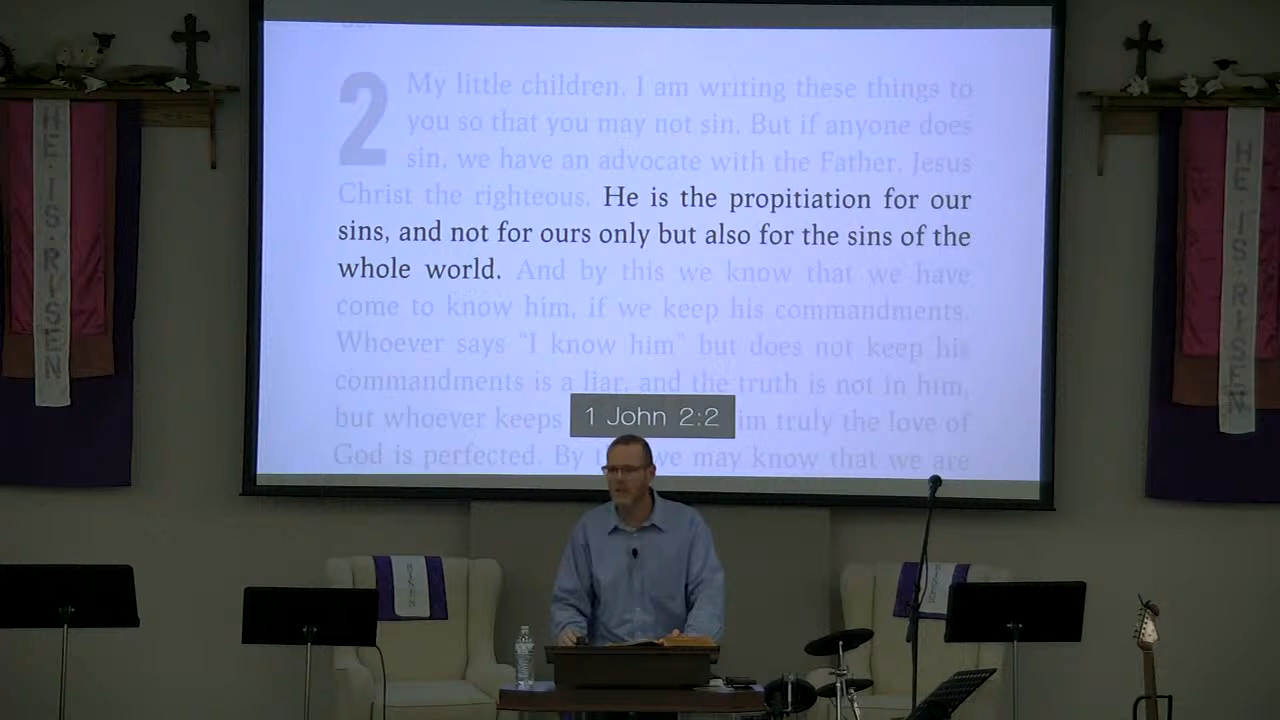 2
My little children, I am writing these things to
you so that you may not sin. But if anyone does
sin, we have an advocate with the Father, Jesus
Christ the righteous. He is the propitiation for our
sins, and not for ours only but also for the sins of the
whole world. And by this we know that we have
come to know him, if we keep his commandments.
Whoever says "I know him" but does not keep his
commandments is a liar, and the truth is not in him,
but whoever keeps
truly the love of
God is perfected. By
we may know that we are
1 John 2:2
HE·IS·RISEN
HE·IS·RISEN